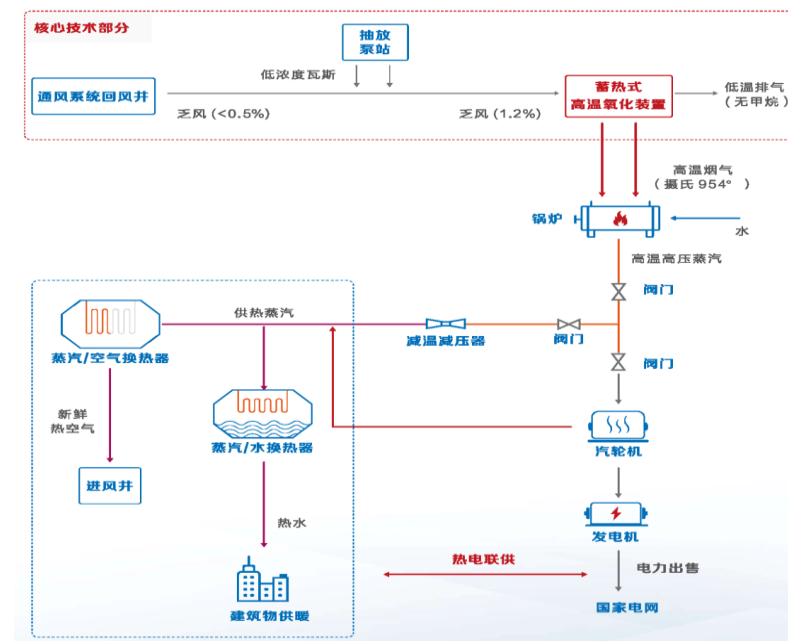 核心技术部分
抽放
泵站
低浓度瓦斯
通风系统回风井
乏风 (<0.5%)
乏风 (1.2%)
蓄热式
高温氧化装置
低温排气
（无甲烷）
高温烟气
（摄氏 954° ）
锅炉
水
高温高压蒸汽
阀门
供热蒸汽
减温减压器
阀门
阀门
蒸汽/空气换热器
新鲜
热空气
进风井
蒸汽/水换热器
热水
建筑物供暖
汽轮机
发电机
热电联供
电力出售
国家电网